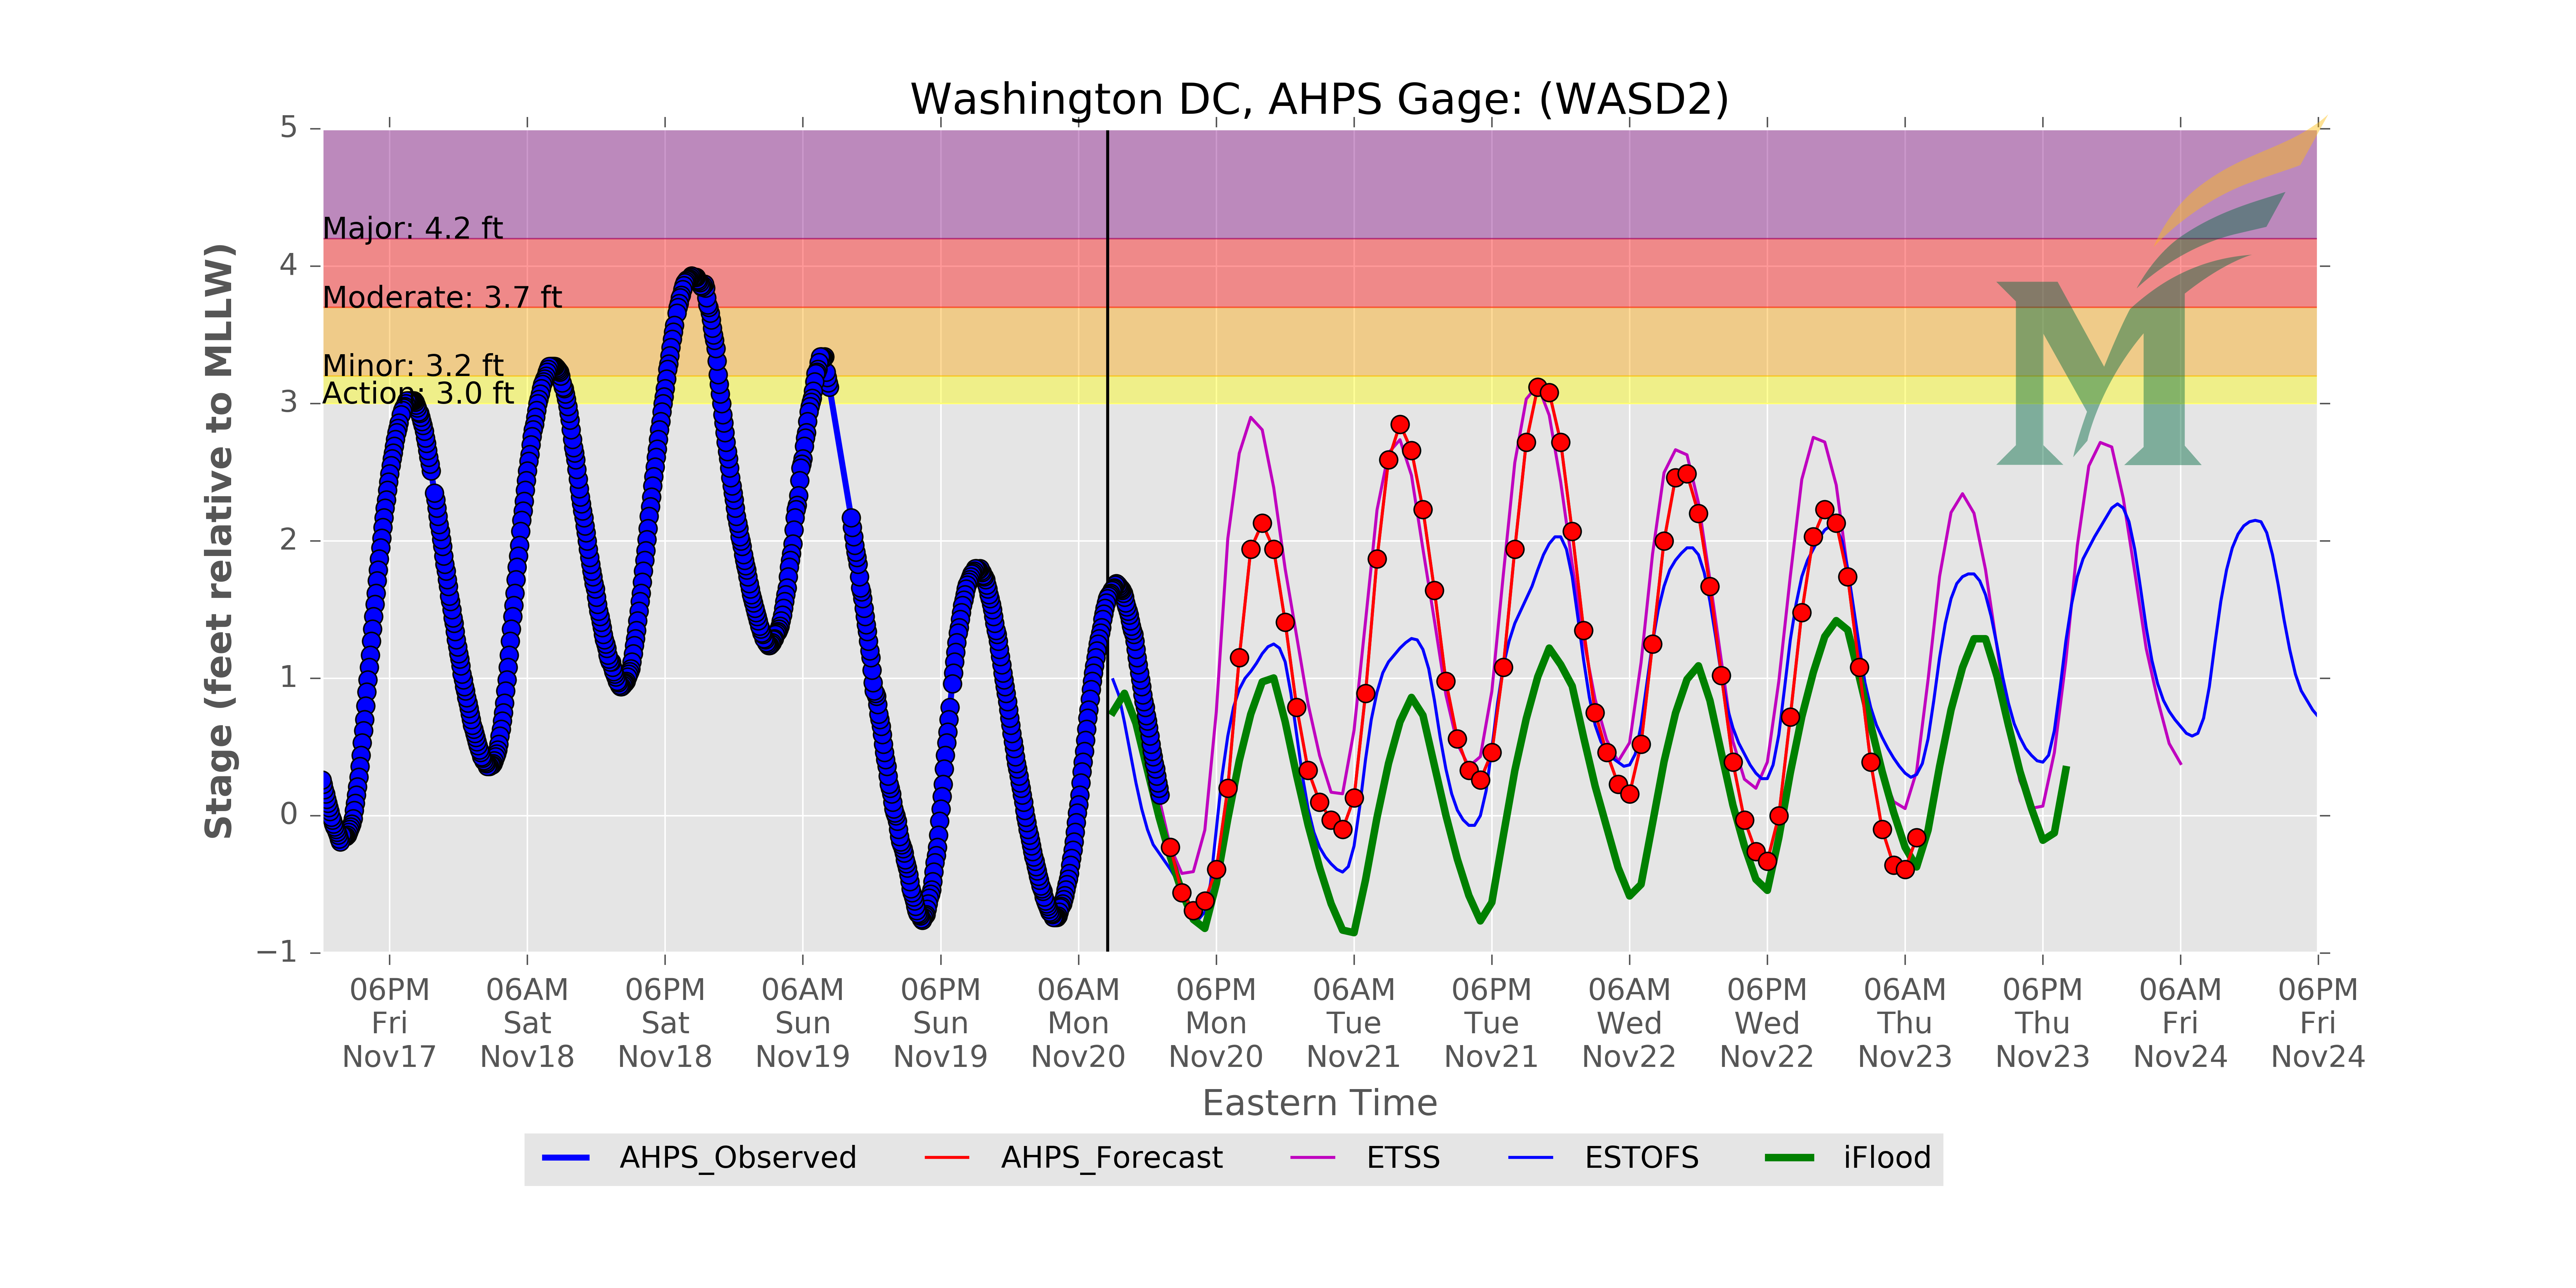 Washington DC, AHPS Gage: (WASD2)
Stage (feet relative to MLLW)
5
4
3
2
1
0
−1
Major: 4.2 ft
Moderate: 3.7 ft
Minor: 3.2 ft
Action: 3.0 ft
06PM 06AM 06PM 06AM 06PM 06AM 06PM 06AM 06PM 06AM 06PM 06AM 06PM 06AM 06PM
Fri Sat Sat Sun Sun Mon Mon Tue Tue Wed Wed Thu Thu Fri Fri
Nov17 Nov18 Nov18 Nov19 Nov19 Nov20 Nov20 Nov21 Nov21 Nov22 Nov22 Nov23 Nov23 Nov24 Nov24
Eastern Time
AHPS_Observed AHPS_Forecast ETSS ESTOFS iFlood